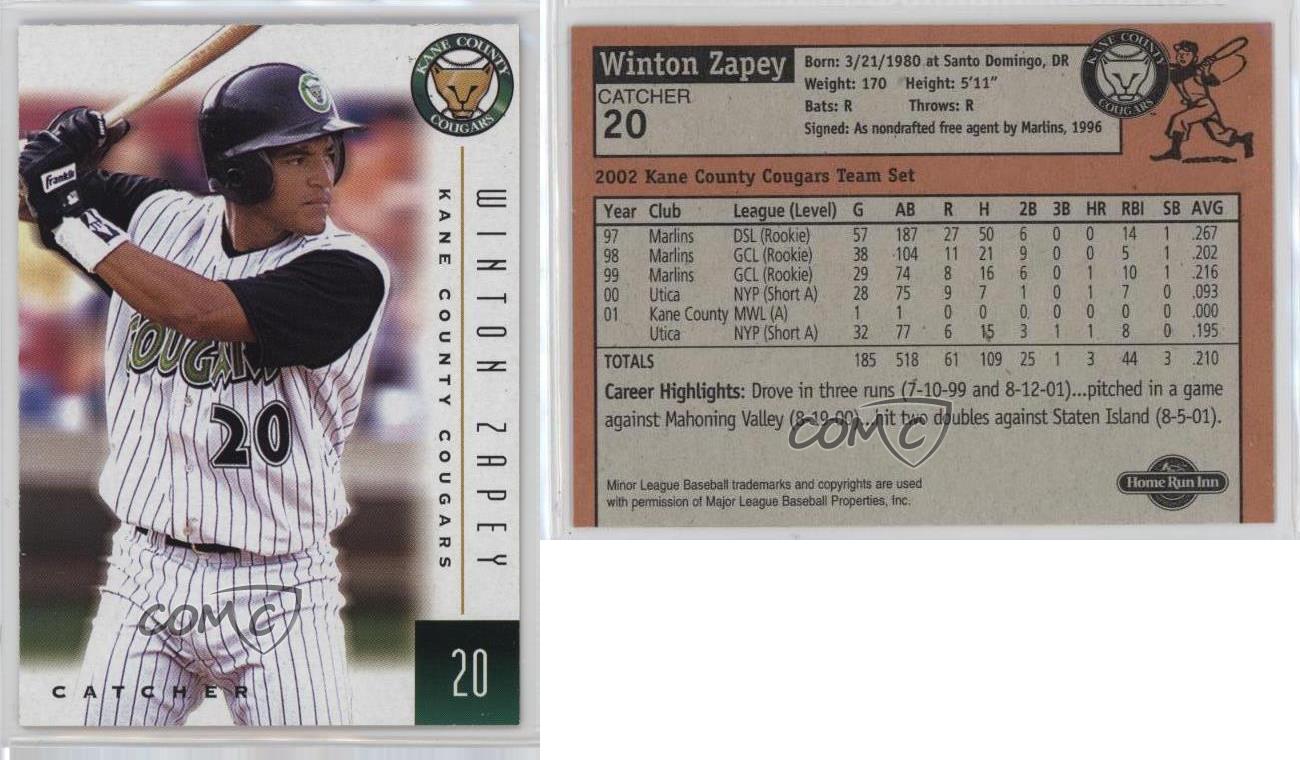 KANE COUNTY
COUGARS
Franklin
COUGARS
20
WINTON ZAPEY
KANE COUNTY COUGARS
COMC
CATCHER
20
Winton Zapey
CATCHER
20
Born: 3/21/1980 at Santo Domingo, DR
Weight: 170 Height: 5'11"
Bats: R Throws: R
Signed: As nondrafted free agent by Marlins, 1996
KANE COUNTY
COUGARS
2002 Kane County Cougars Team Set
Year Club League (Level) G AB R H 2B 3B HR RBI SB AVG
97 Marlins DSL (Rookie) 57 187 27 50 6 0 0 14 1 .267
98 Marlins GCL (Rookie) 38 104 11 21 9 0 0 5 1 .202
99 Marlins GCL (Rookie) 29 74 8 16 6 0 1 10 1 .216
00 Utica NYP (Short A) 28 75 9 7 1 0 1 7 0 .093
01 Kane County MWL (A) 1 1 0 0 0 0 0 0 0 .000
Utica NYP (Short A) 32 77 6 15 3 1 1 8 0 .195
TOTALS 185 518 61 109 25 1 3 44 3 .210
Career Highlights: Drove in three runs (7-10-99 and 8-12-01)...pitched in a game
against Mahoning Valley (8-19-00)...hit two doubles against Staten Island (8-5-01).
COMC
Minor League Baseball trademarks and copyrights are used
with permission of Major League Baseball Properties, Inc.
Home Run Inn